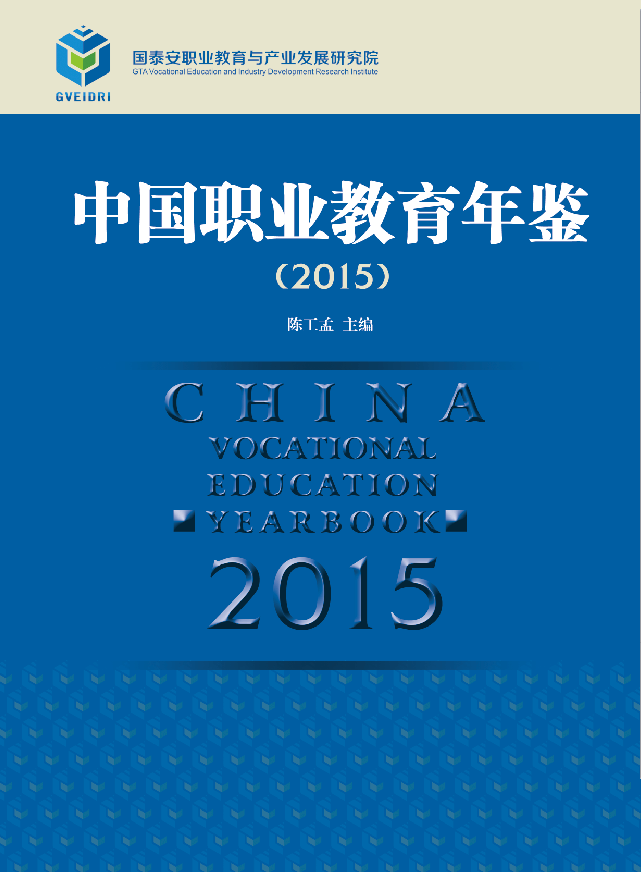 国泰安职业教育与产业发展研究院
GTA Vocational Education and Industry Development Research Institute
GVEIDRI
中国职业教育年鉴
（2015）
陈工孟 主编
CHINA
VOCATIONAL
EDUCATION
YEARBOOK
2015